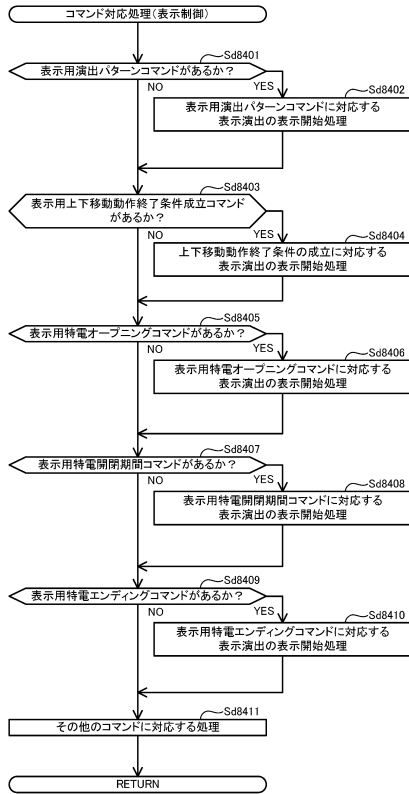 コマンド対応処理(表示制御)
Sd8401
表示用演出パターンコマンドがあるか？
NO
YES
Sd8402
表示用演出パターンコマンドに対応する
表示演出の表示開始処理
Sd8403
表示用上下移動動作終了条件成立コマンド
があるか？
NO
YES
Sd8404
上下移動動作終了条件の成立に対応する
表示演出の表示開始処理
Sd8405
表示用特電オープニングコマンドがあるか？
NO
YES
Sd8406
表示用特電オープニングコマンドに対応する
表示演出の表示開始処理
Sd8407
表示用特電開閉期間コマンドがあるか？
NO
YES
Sd8408
表示用特電開閉期間コマンドに対応する
表示演出の表示開始処理
Sd8409
表示用特電エンディングコマンドがあるか？
NO
YES
Sd8410
表示用特電エンディングコマンドに対応する
表示演出の表示開始処理
Sd8411
その他のコマンドに対応する処理
RETURN